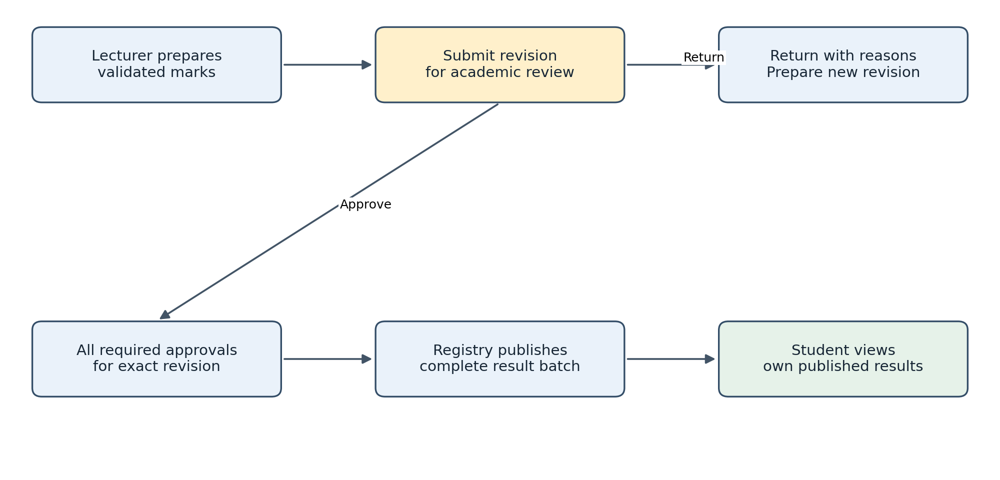 Lecturer prepares
validated marks
Submit revision
for academic review
Return
Return with reasons
Prepare new revision
Approve
All required approvals
for exact revision
Registry publishes
complete result batch
Student views
own published results